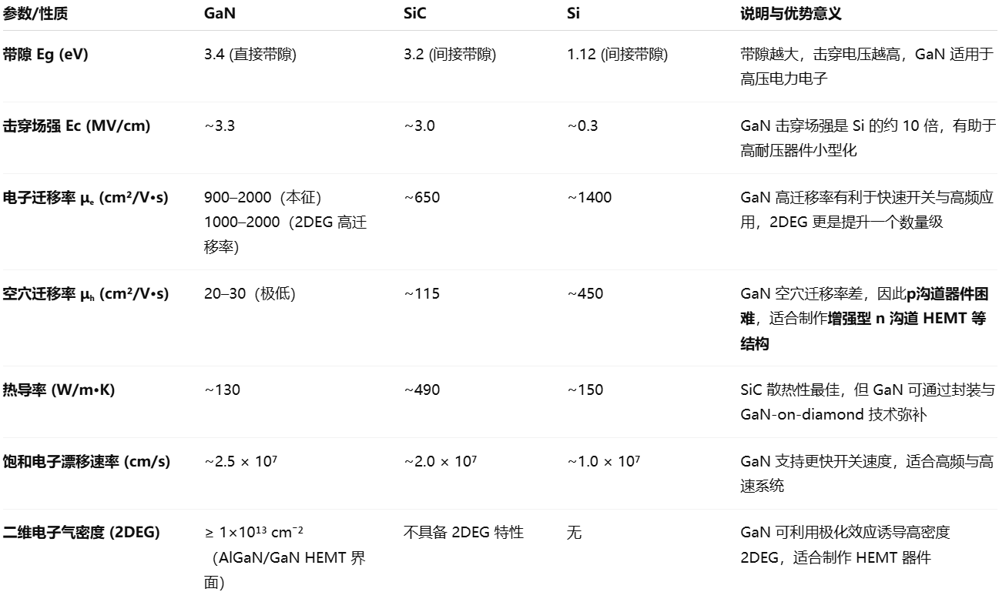 参数/性质 GaN SiC Si 说明与优势意义
带隙 Eg (eV) 3.4 (直接带隙) 3.2 (间接带隙) 1.12 (间接带隙) 带隙越大，击穿电压越高，GaN 适用于
高压电力电子
击穿场强 Ec (MV/cm) ~3.3 ~3.0 ~0.3 GaN 击穿场强是 Si 的约 10 倍，有助于
高耐压器件小型化
电子迁移率 μₑ (cm²/V·s) 900–2000（本征） ~650 ~1400 GaN 高迁移率有利于快速开关与高频应
1000–2000（2DEG 高迁 用，2DEG 更是提升一个数量级
移率）
空穴迁移率 μₕ (cm²/V·s) 20–30（极低） ~115 ~450 GaN 空穴迁移率差，因此p沟道器件困
难，适合制作增强型 n 沟道 HEMT 等
结构
热导率 (W/m·K) ~130 ~490 ~150 SiC 散热性最佳，但 GaN 可通过封装与
GaN-on-diamond 技术弥补
饱和电子漂移速率 (cm/s) ~2.5 × 10⁷ ~2.0 × 10⁷ ~1.0 × 10⁷ GaN 支持更快开关速度，适合高频与高
速系统
二维电子气密度 (2DEG) ≥ 1×10¹³ cm⁻² 不具备 2DEG 特性 无 GaN 可利用极化效应诱导高密度
（AlGaN/GaN HEMT 界 2DEG，适合制作 HEMT 器件
面）